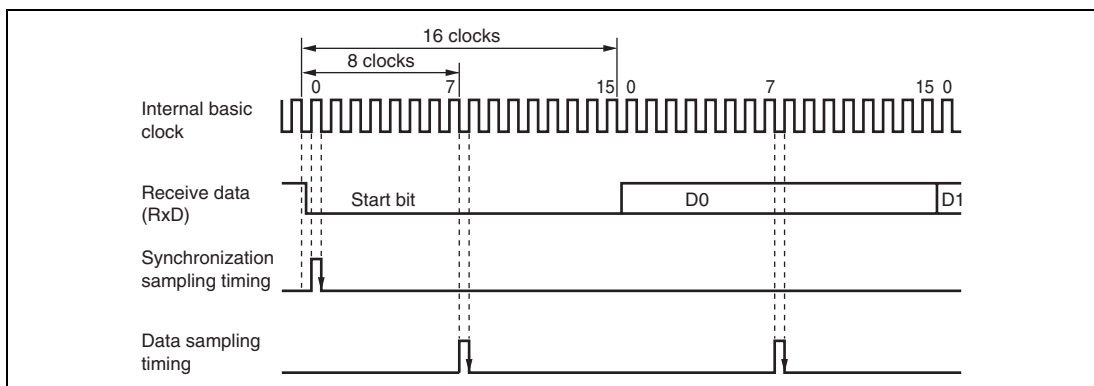 16 clocks
8 clocks
0 7 15 0 7 15 0
Internal basic
clock
Receive data
(RxD)
Start bit D0 D1
Synchronization
sampling timing
Data sampling
timing